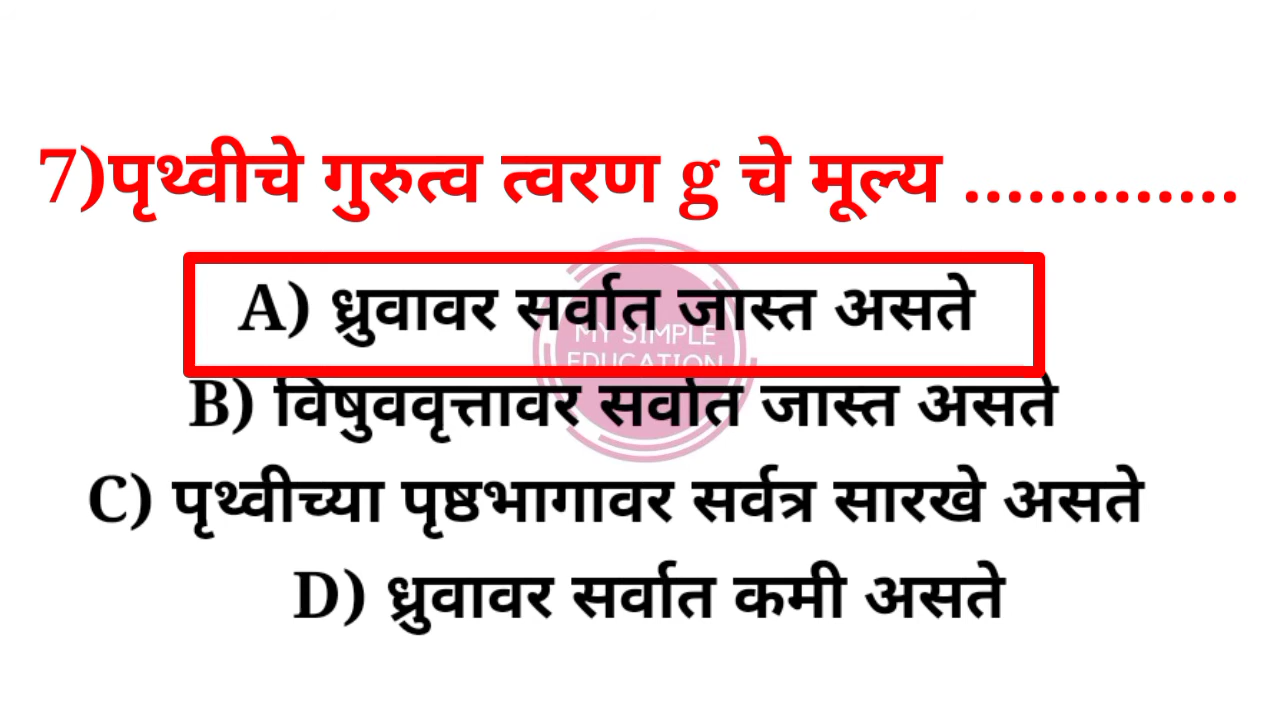 7)पृथ्वीचे गुरुत्व त्वरण g चे मूल्य .............
A) ध्रुवावर सर्वात जास्त असते
MY SIMPLE
EDUCATION
B) विषुववृत्तावर सर्वात जास्त असते
C) पृथ्वीच्या पृष्ठभागावर सर्वत्र सारखे असते
D) ध्रुवावर सर्वात कमी असते